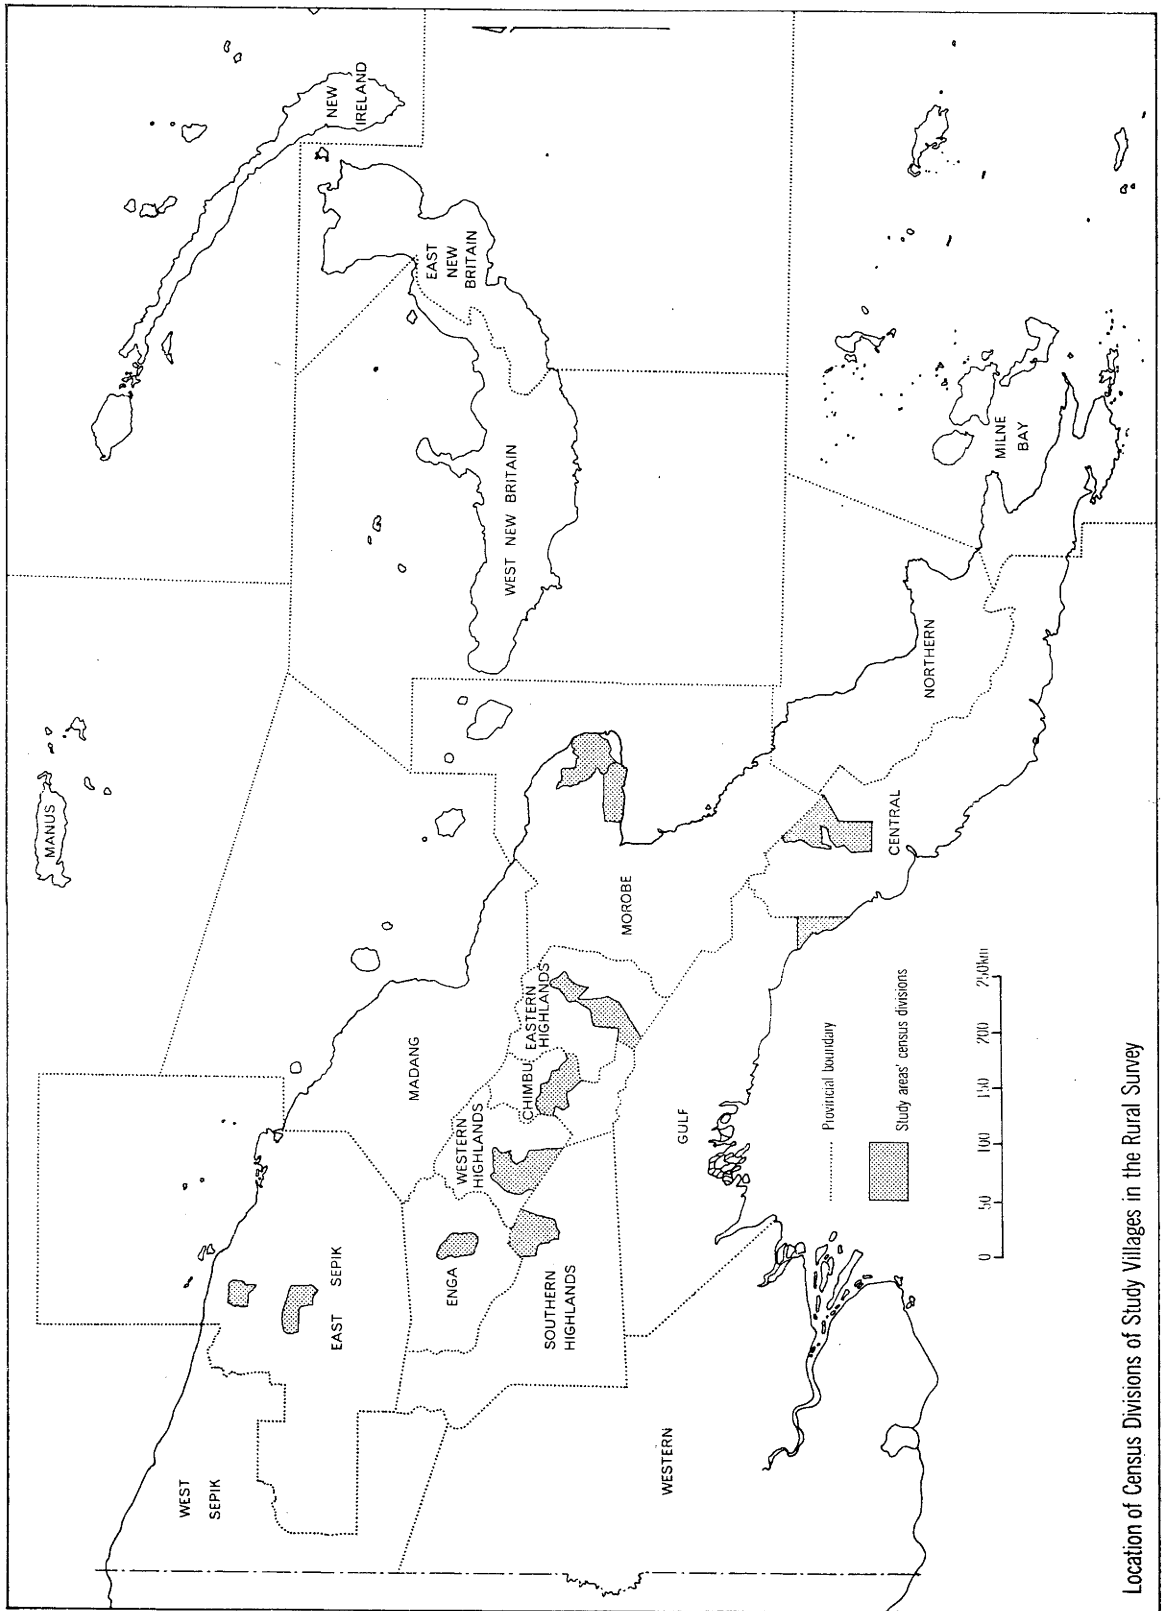 MANUS
NEW
IRELAND
EAST
NEW
BRITAIN
WEST NEW BRITAIN
WEST
SEPIK
EAST SEPIK
MADANG
ENGA
WESTERN
HIGHLANDS
CHIMBU
EASTERN
HIGHLANDS
SOUTHERN
HIGHLANDS
MOROBE
WESTERN
GULF
CENTRAL
NORTHERN
MILNE
BAY
Provincial boundary
Study areas' census divisions
0 50 100 150 200 250km
Location of Census Divisions of Study Villages in the Rural Survey